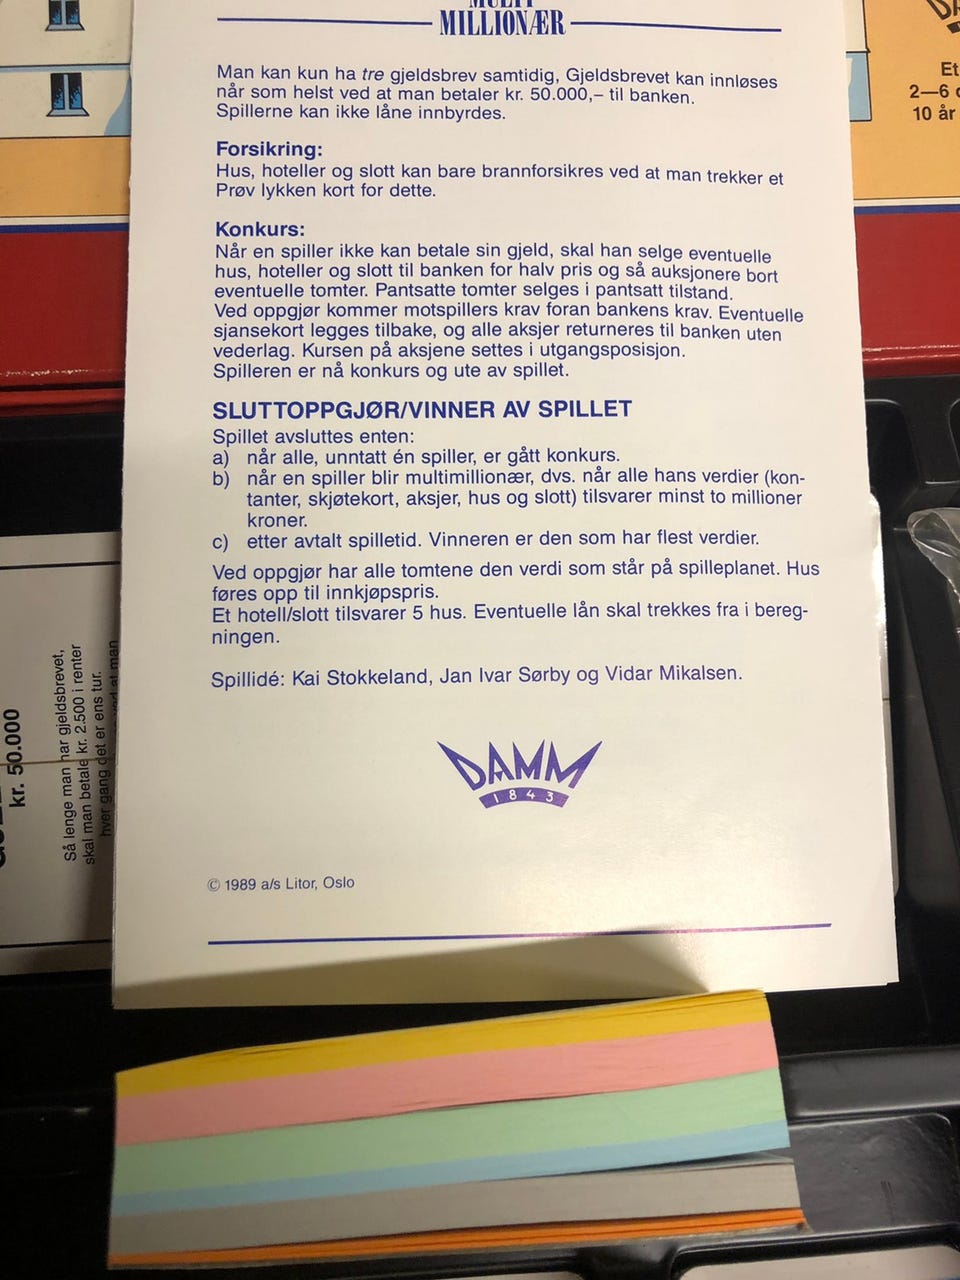 MULTI
MILLIONÆR
Man kan kun ha tre gjeldsbrev samtidig, Gjeldsbrevet kan innløses
når som helst ved at man betaler kr. 50.000,– til banken.
Spillerne kan ikke låne innbyrdes.
Forsikring:
Hus, hoteller og slott kan bare brannforsikres ved at man trekker et
Prøv lykken kort for dette.
Konkurs:
Når en spiller ikke kan betale sin gjeld, skal han selge eventuelle
hus, hoteller og slott til banken for halv pris og så auksjonere bort
eventuelle tomter. Pantsatte tomter selges i pantsatt tilstand.
Ved oppgjør kommer motspillers krav foran bankens krav. Eventuelle
sjansekort legges tilbake, og alle aksjer returneres til banken uten
vederlag. Kursen på aksjene settes i utgangsposisjon.
Spilleren er nå konkurs og ute av spillet.
SLUTTOPPGJØR/VINNER AV SPILLET
Spillet avsluttes enten:
a) når alle, unntatt én spiller, er gått konkurs.
b) når en spiller blir multimillionær, dvs. når alle hans verdier (kon-
tanter, skjøtekort, aksjer, hus og slott) tilsvarer minst to millioner
kroner.
c) etter avtalt spilletid. Vinneren er den som har flest verdier.
Ved oppgjør har alle tomtene den verdi som står på spilleplanet. Hus
føres opp til innkjøpspris.
Et hotell/slott tilsvarer 5 hus. Eventuelle lån skal trekkes fra i bereg-
ningen.
Spillidé: Kai Stokkeland, Jan Ivar Sørby og Vidar Mikalsen.
DAMM
1843
© 1989 a/s Litor, Oslo
Et
2—6
10 år
kr. 50.000
Så lenge man har gjeldsbrevet,
skal man betale kr. 2.500 i renter
hver gang det er ens tur.
ved at man